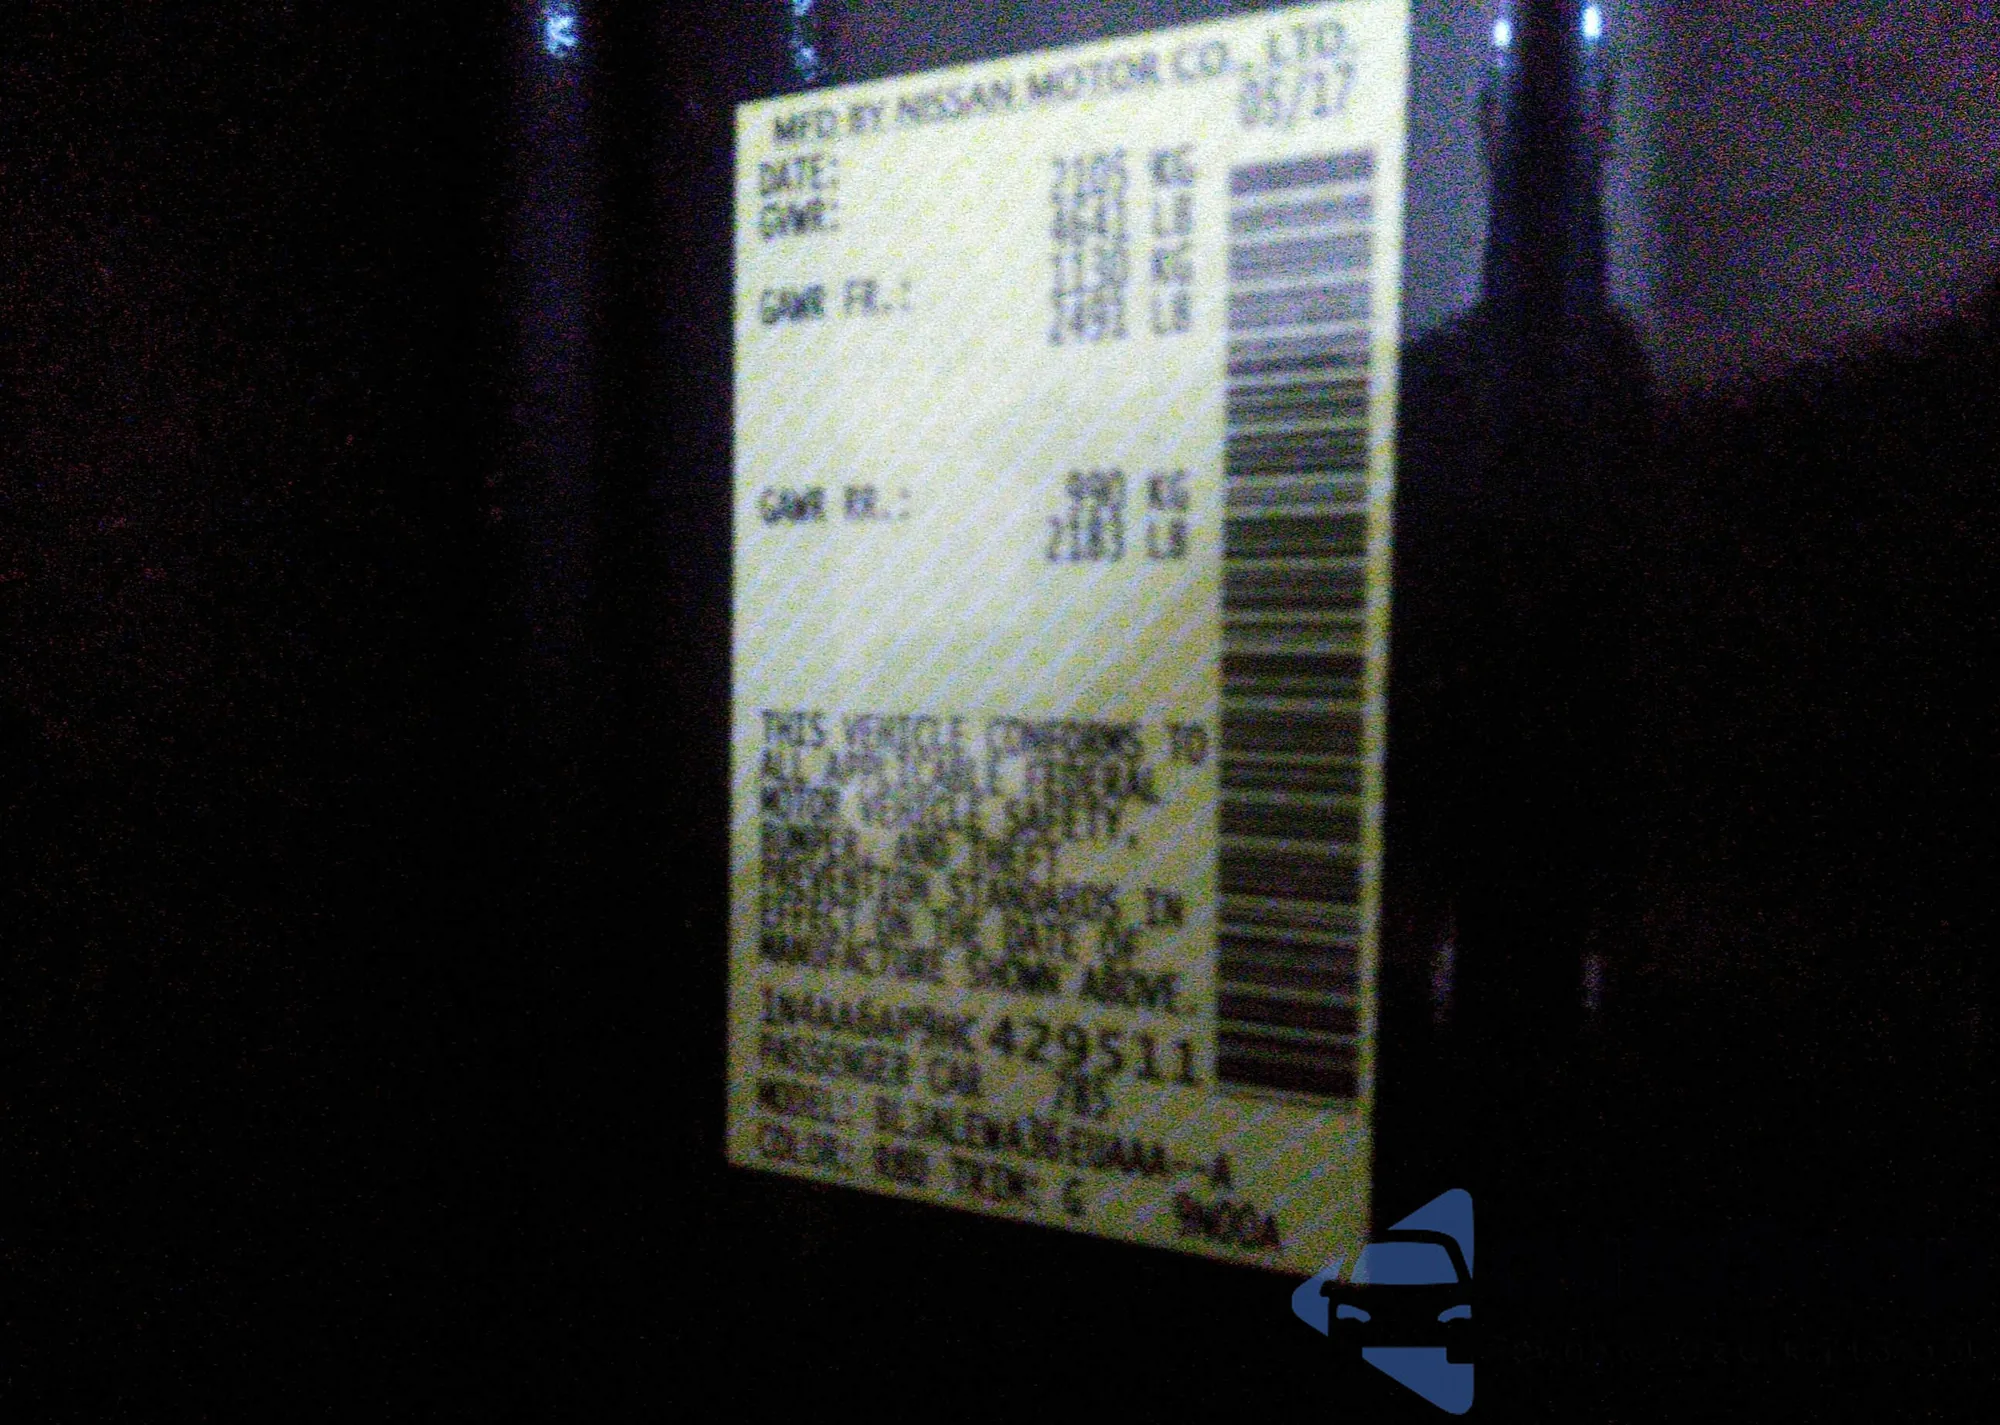 MFD BY NISSAN MOTOR CO., LTD.
05/17
DATE:
GVWR: 2105 KG
4641 LB
GAWR FR.: 1130 KG
2491 LB
GAWR RR.: 990 KG
2183 LB
THIS VEHICLE CONFORMS TO
ALL APPLICABLE FEDERAL
MOTOR VEHICLE SAFETY,
BUMPER, AND THEFT
PREVENTION STANDARDS IN
EFFECT ON THE DATE OF
MANUFACTURE SHOWN ABOVE.
429511
PASSENGER CAR
MODEL:
COLOR: TRIM: G